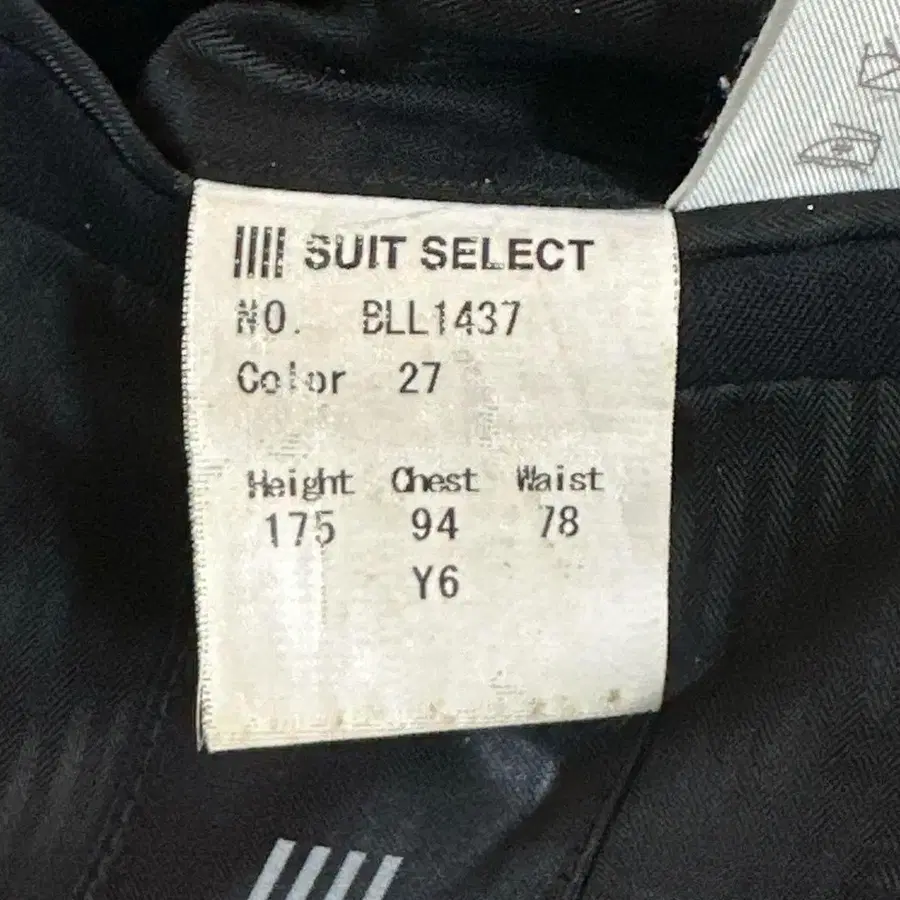 SUIT SELECT
NO. BLL1437
Color 27
Height Chest Waist
175 94 78
Y6